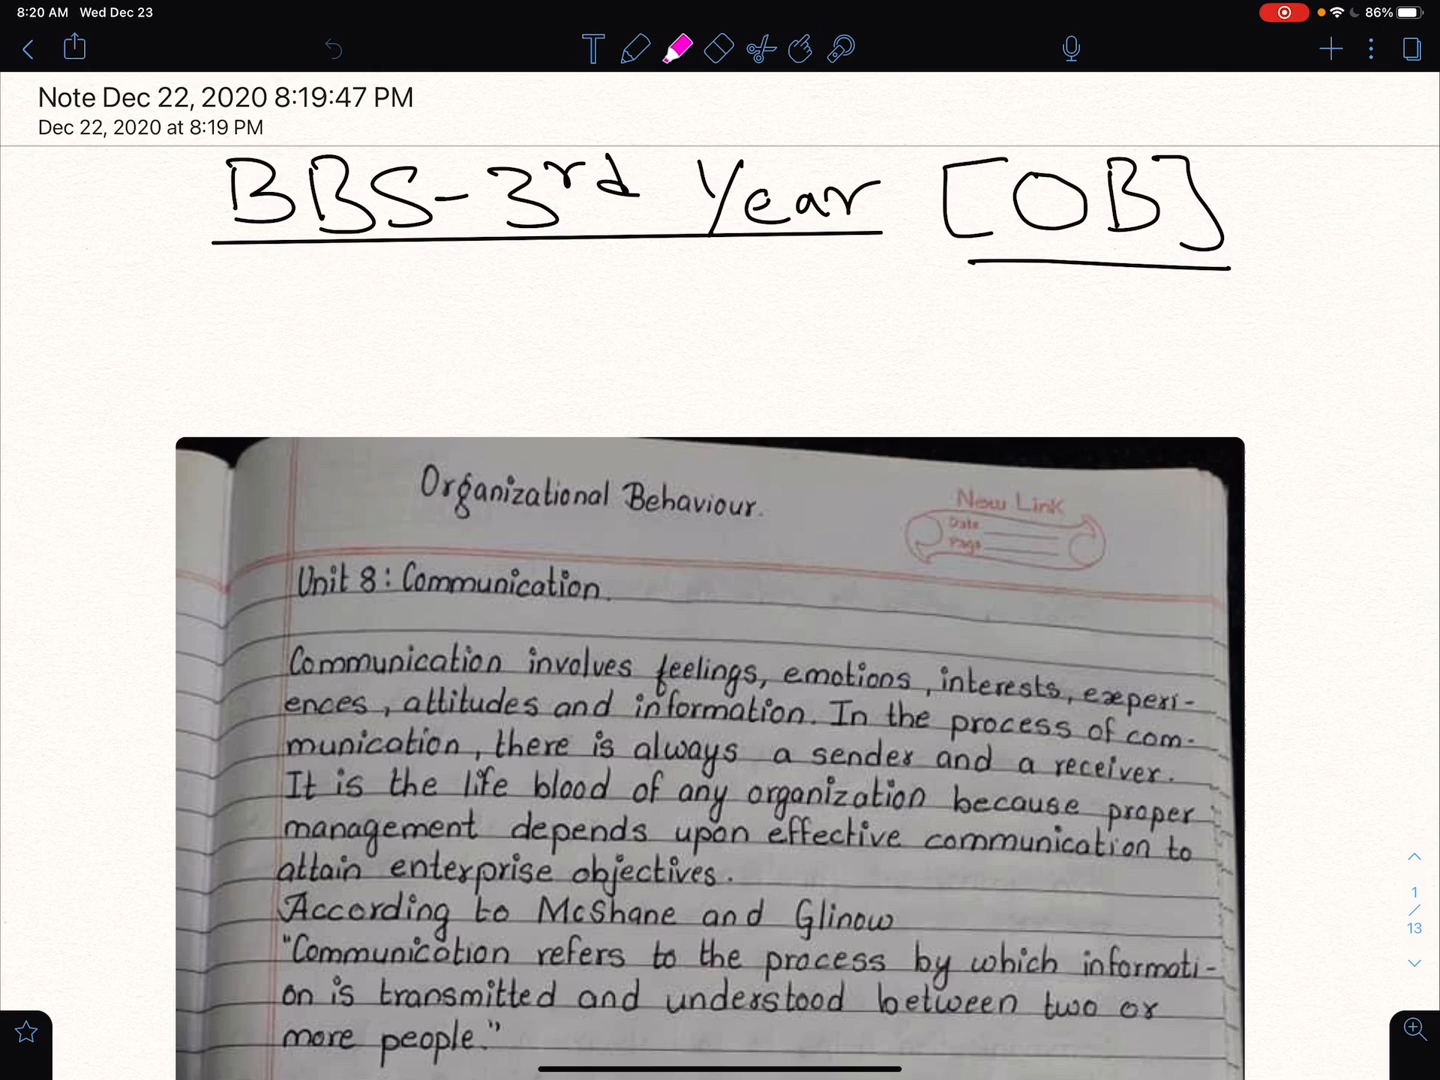 8:20 AM Wed Dec 23
86%
Note Dec 22, 2020 8:19:47 PM
Dec 22, 2020 at 8:19 PM
BBS-3rd Year [OB]
Organizational Behaviour.
New Link
Date
Page
Unit 8: Communication.
Communication involves feelings, emotions, interests, experi-
ences, attitudes and information. In the process of com-
munication, there is always a sender and a receiver.
It is the life blood of any organization because proper
management depends upon effective communication to
attain enterprise objectives.
According to McShane and Glinow
"Communication refers to the process by which informati-
on is transmitted and understood between two or
more people."
1
/
13